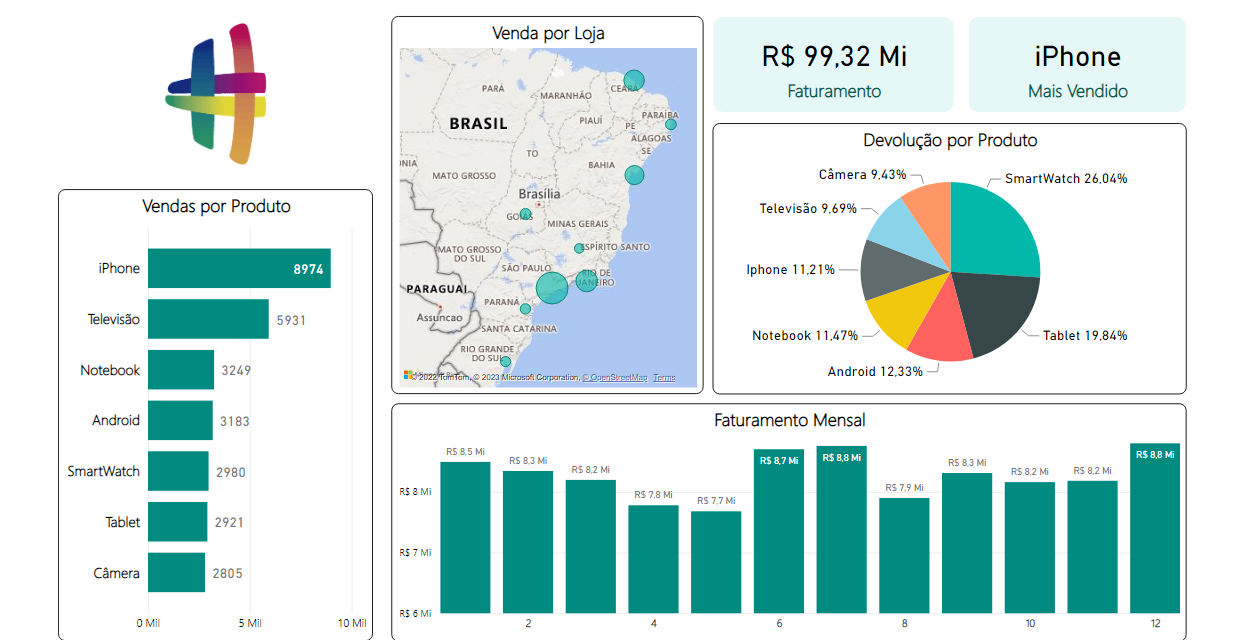 Venda por Loja
PARÁ
MARANHÃO
CEARÁ
BRASIL
PIAUÍ
PARAÍBA
PE
ALAGOAS
SE
TO
BAHIA
MATO GROSSO
Brasília
GOIÁS
MINAS GERAIS
MATO GROSSO
DO SUL
ESPÍRITO SANTO
SÃO PAULO
RIO DE
JANEIRO
PARAGUAI
PARANÁ
Assuncao
SANTA CATARINA
RIO GRANDE
DO SUL
© 2022 TomTom, © 2023 Microsoft Corporation, © OpenStreetMap Terms
R$ 99,32 Mi
Faturamento
iPhone
Mais Vendido
Vendas por Produto
iPhone 8974
Televisão 5931
Notebook 3249
Android 3183
SmartWatch 2980
Tablet 2921
Câmera 2805
0 Mil 5 Mil 10 Mil
Devolução por Produto
Câmera 9,43%
SmartWatch 26,04%
Televisão 9,69%
Iphone 11,21%
Notebook 11,47%
Tablet 19,84%
Android 12,33%
Faturamento Mensal
R$ 8,5 Mi R$ 8,3 Mi R$ 8,2 Mi R$ 7,8 Mi R$ 7,7 Mi R$ 8,7 Mi R$ 8,8 Mi R$ 7,9 Mi R$ 8,3 Mi R$ 8,2 Mi R$ 8,2 Mi R$ 8,8 Mi
R$ 8 Mi
R$ 7 Mi
R$ 6 Mi
2 4 6 8 10 12